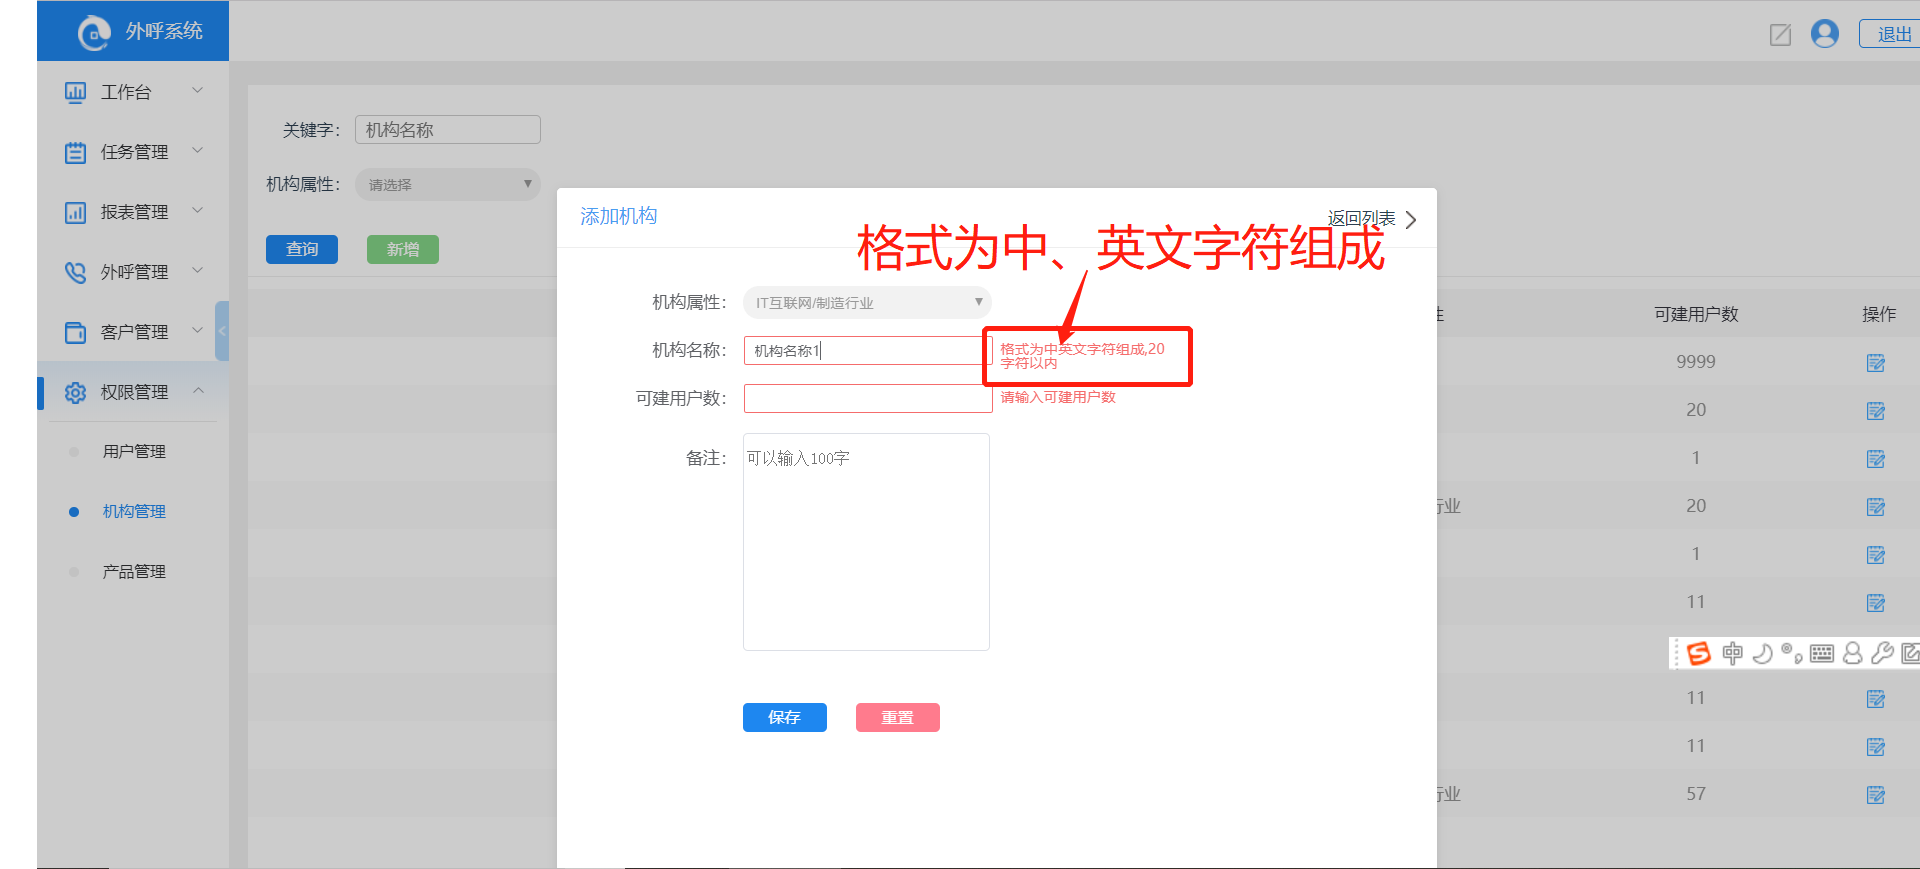 外呼系统
退出
工作台
任务管理
报表管理
外呼管理
客户管理
权限管理
用户管理
机构管理
产品管理
关键字：
机构名称
机构属性：
请选择
查询
新增
可建用户数
操作
9999
20
1
行业
20
1
11
11
11
行业
57
添加机构
返回列表
格式为中、英文字符组成
机构属性：
IT互联网/制造行业
机构名称：
机构名称1
格式为中英文字符组成,20
字符以内
可建用户数：
请输入可建用户数
备注：
可以输入100字
保存
重置
中